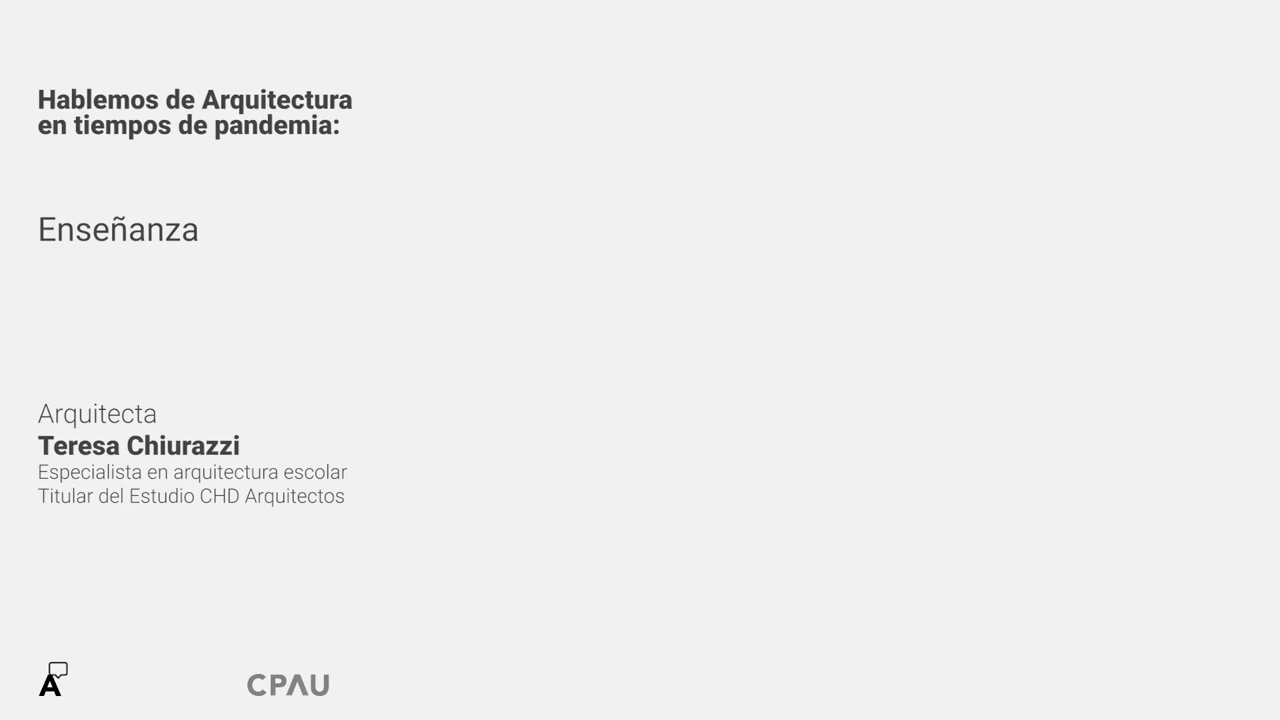 Hablemos de Arquitectura
en tiempos de pandemia:
Enseñanza
Arquitecta
Teresa Chiurazzi
Especialista en arquitectura escolar
Titular del Estudio CHD Arquitectos
A
CPAU